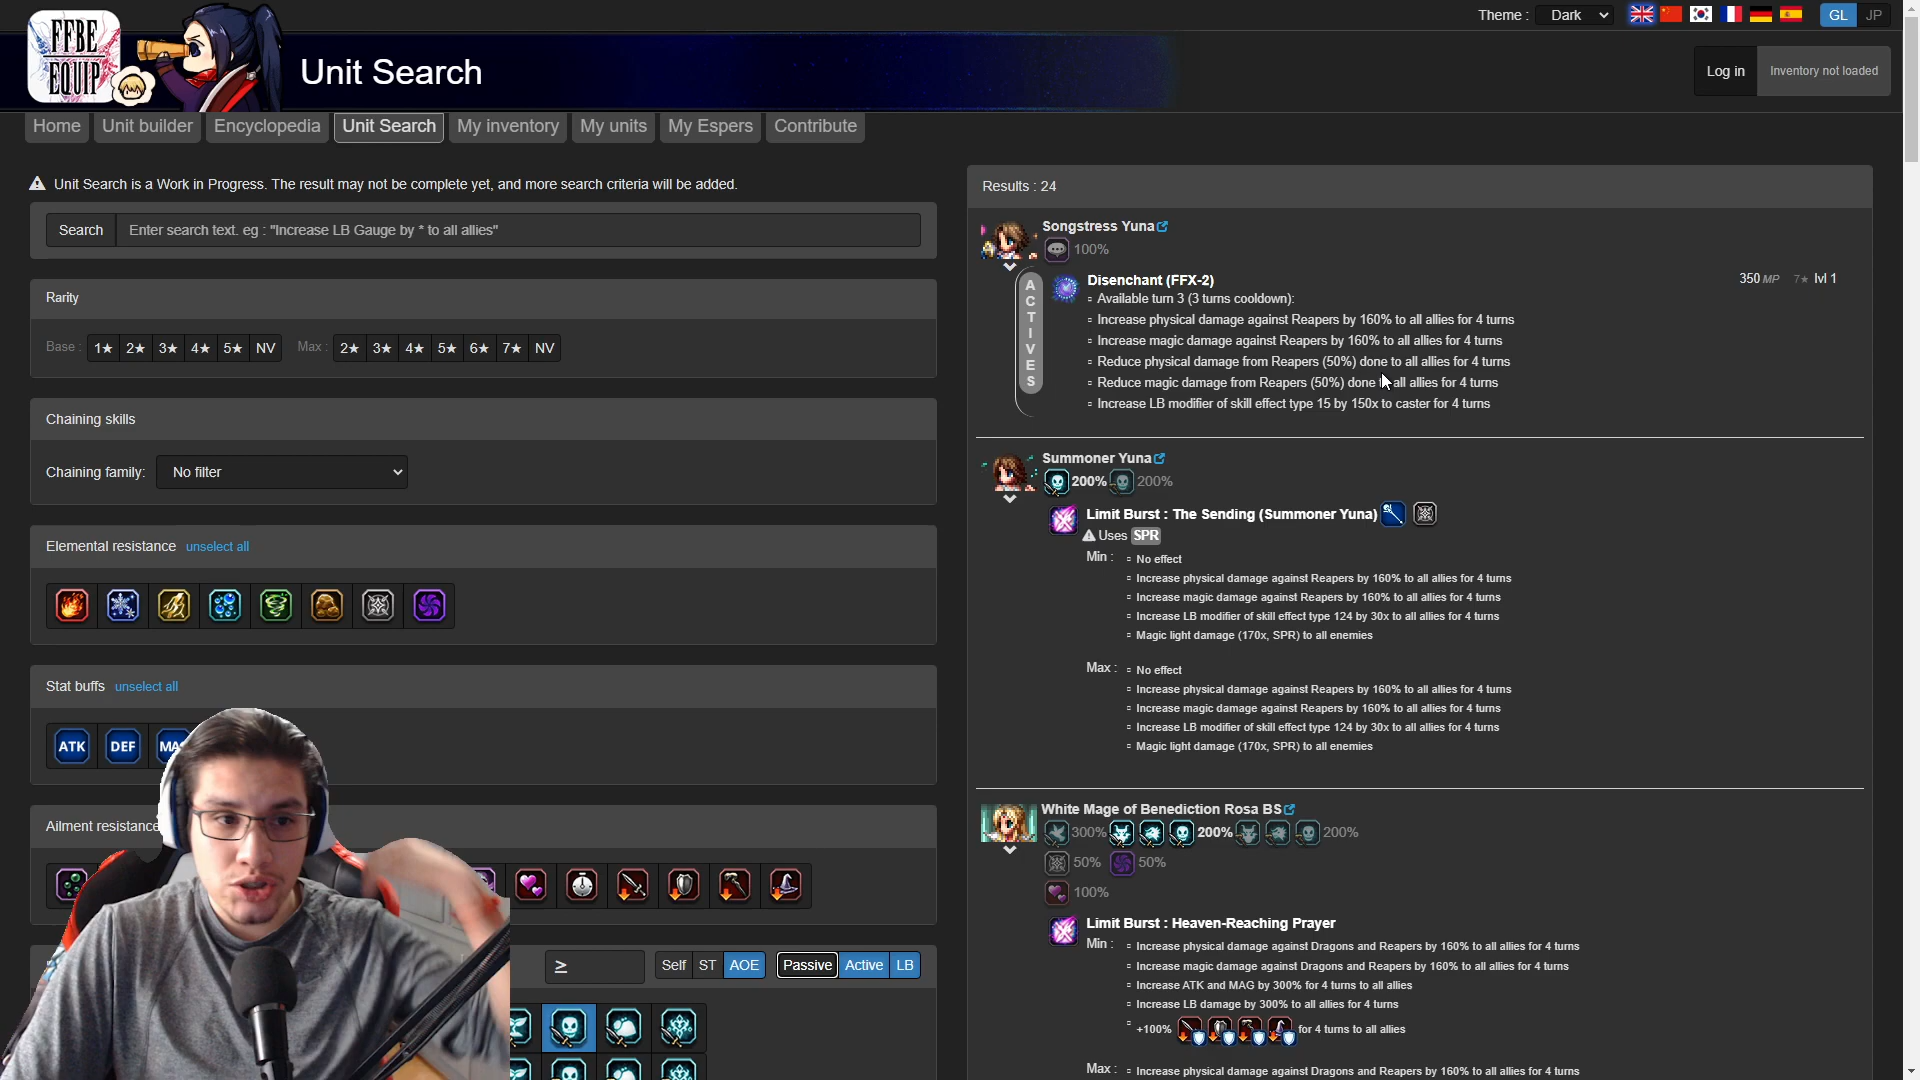 Theme : Dark GL JP
FFBE
EQUIP
Unit Search
Log in Inventory not loaded
Home Unit builder Encyclopedia Unit Search My inventory My units My Espers Contribute
Unit Search is a Work in Progress. The result may not be complete yet, and more search criteria will be added.
Search Enter search text. eg : "Increase LB Gauge by * to all allies"
Rarity
Base : 1★ 2★ 3★ 4★ 5★ NV Max : 2★ 3★ 4★ 5★ 6★ 7★ NV
Chaining skills
Chaining family: No filter
Elemental resistance unselect all
Stat buffs unselect all
ATK DEF
Ailment resistance
≥ Self ST AOE Passive Active LB
Results : 24
Songstress Yuna
100%
ACTIVES
Disenchant (FFX-2) 350 MP 7★ lvl 1
Available turn 3 (3 turns cooldown):
Increase physical damage against Reapers by 160% to all allies for 4 turns
Increase magic damage against Reapers by 160% to all allies for 4 turns
Reduce physical damage from Reapers (50%) done to all allies for 4 turns
Reduce magic damage from Reapers (50%) done all allies for 4 turns
Increase LB modifier of skill effect type 15 by 150x to caster for 4 turns
Summoner Yuna
200% 200%
Limit Burst : The Sending (Summoner Yuna)
Uses SPR
Min : No effect
Increase physical damage against Reapers by 160% to all allies for 4 turns
Increase magic damage against Reapers by 160% to all allies for 4 turns
Increase LB modifier of skill effect type 124 by 30x to all allies for 4 turns
Magic light damage (170x, SPR) to all enemies
Max : No effect
Increase physical damage against Reapers by 160% to all allies for 4 turns
Increase magic damage against Reapers by 160% to all allies for 4 turns
Increase LB modifier of skill effect type 124 by 30x to all allies for 4 turns
Magic light damage (170x, SPR) to all enemies
White Mage of Benediction Rosa BS
300% 200% 200%
50% 50%
100%
Limit Burst : Heaven-Reaching Prayer
Min : Increase physical damage against Dragons and Reapers by 160% to all allies for 4 turns
Increase magic damage against Dragons and Reapers by 160% to all allies for 4 turns
Increase ATK and MAG by 300% for 4 turns to all allies
Increase LB damage by 300% to all allies for 4 turns
+100% for 4 turns to all allies
Max : Increase physical damage against Dragons and Reapers by 160% to all allies for 4 turns